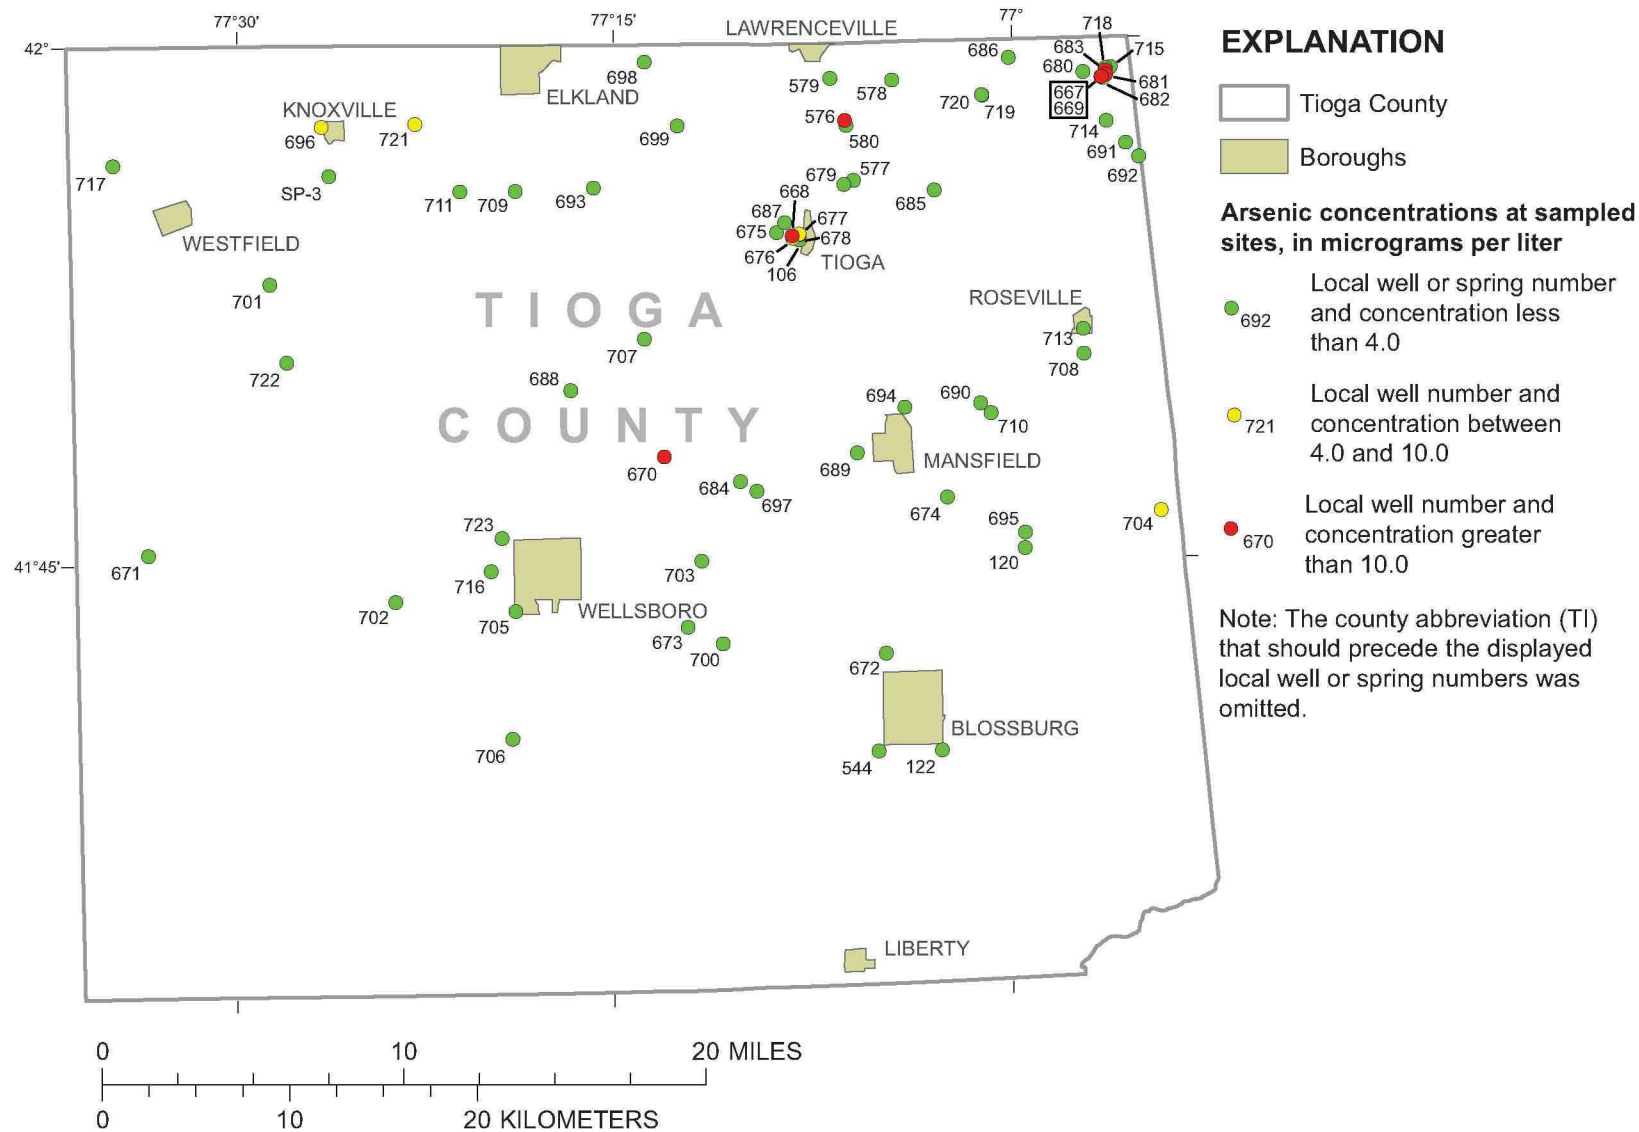 77°30'
77°15'
77°
42°
41°45'
LAWRENCEVILLE
ELKLAND
KNOXVILLE
WESTFIELD
TIOGA
ROSEVILLE
MANSFIELD
WELLSBORO
BLOSSBURG
LIBERTY
TIOGA
COUNTY
718
683
715
686
680
681
667
669
682
698
579
578
720
719
576
580
714
691
692
696
721
699
717
SP-3
711
709
693
679
577
668
685
687
677
675
678
676
106
701
713
708
707
722
688
694
690
710
689
670
684
697
674
695
704
120
723
671
716
703
702
705
673
700
672
706
544
122
EXPLANATION
Tioga County
Boroughs
Arsenic concentrations at sampled
sites, in micrograms per liter
692
Local well or spring number
and concentration less
than 4.0
721
Local well number and
concentration between
4.0 and 10.0
670
Local well number and
concentration greater
than 10.0
Note: The county abbreviation (TI)
that should precede the displayed
local well or spring numbers was
omitted.
0 10 20 MILES
0 10 20 KILOMETERS